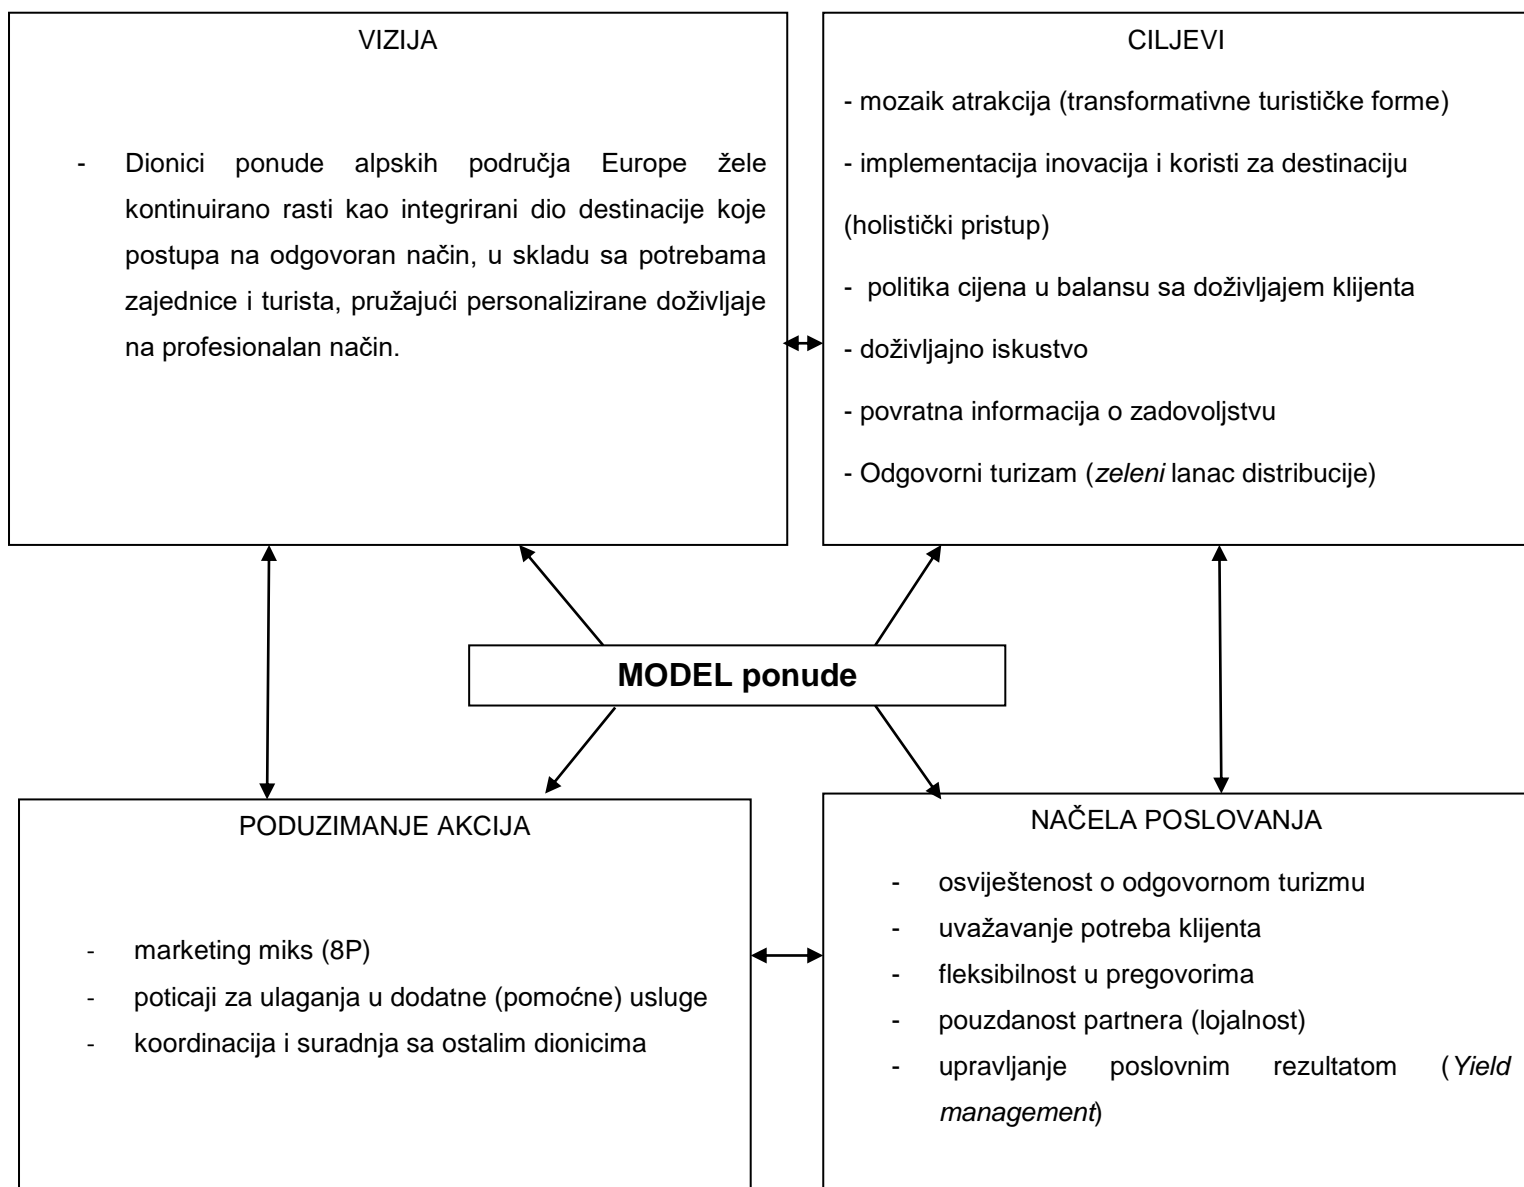 VIZIJA
- Dionici ponude alpskih područja Europe žele
kontinuirano rasti kao integrirani dio destinacije koje
postupa na odgovoran način, u skladu sa potrebama
zajednice i turista, pružajući personalizirane doživljaje
na profesionalan način.
CILJEVI
- mozaik atrakcija (transformativne turističke forme)
- implementacija inovacija i koristi za destinaciju
(holistički pristup)
- politika cijena u balansu sa doživljajem klijenta
- doživljajno iskustvo
- povratna informacija o zadovoljstvu
- Odgovorni turizam (zeleni lanac distribucije)
MODEL ponude
PODUZIMANJE AKCIJA
- marketing miks (8P)
- poticaji za ulaganja u dodatne (pomoćne) usluge
- koordinacija i suradnja sa ostalim dionicima
NAČELA POSLOVANJA
- osviještenost o odgovornom turizmu
- uvažavanje potreba klijenta
- fleksibilnost u pregovorima
- pouzdanost partnera (lojalnost)
- upravljanje poslovnim rezultatom (Yield
management)